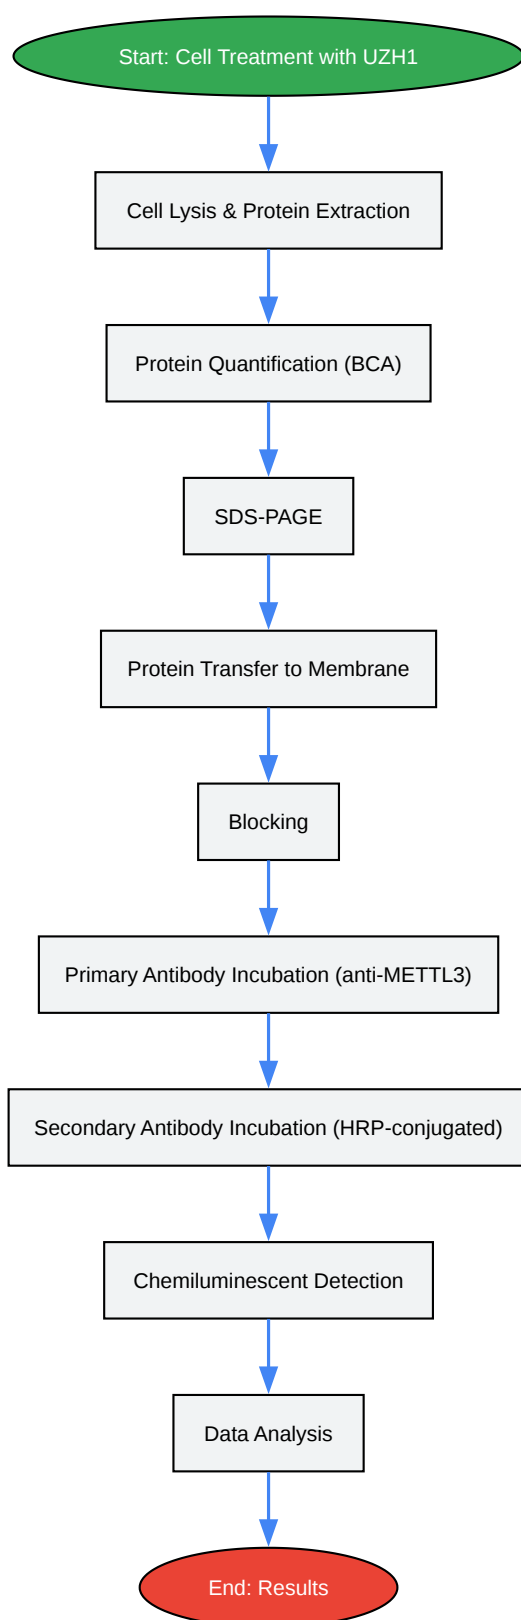 Start: Cell Treatment with UZH1
Cell Lysis & Protein Extraction
Protein Quantification (BCA)
SDS-PAGE
Protein Transfer to Membrane
Blocking
Primary Antibody Incubation (anti-METTL3)
Secondary Antibody Incubation (HRP-conjugated)
Chemiluminescent Detection
Data Analysis
End: Results